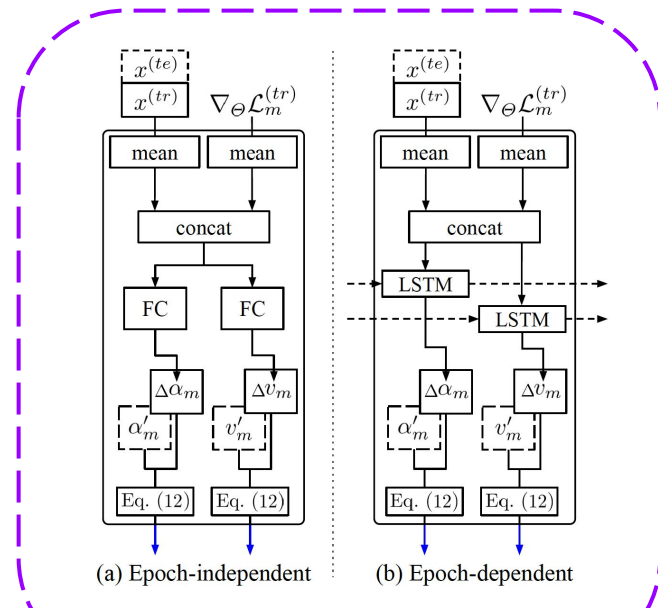 x^{(te)}
x^{(tr)} ∇_Θ ℒ_m^{(tr)}
mean mean
concat
FC FC
Δα_m Δv_m
α'_m v'_m
Eq. (12) Eq. (12)
(a) Epoch-independent
x^{(te)}
x^{(tr)} ∇_Θ ℒ_m^{(tr)}
mean mean
concat
LSTM
LSTM
Δα_m Δv_m
α'_m v'_m
Eq. (12) Eq. (12)
(b) Epoch-dependent